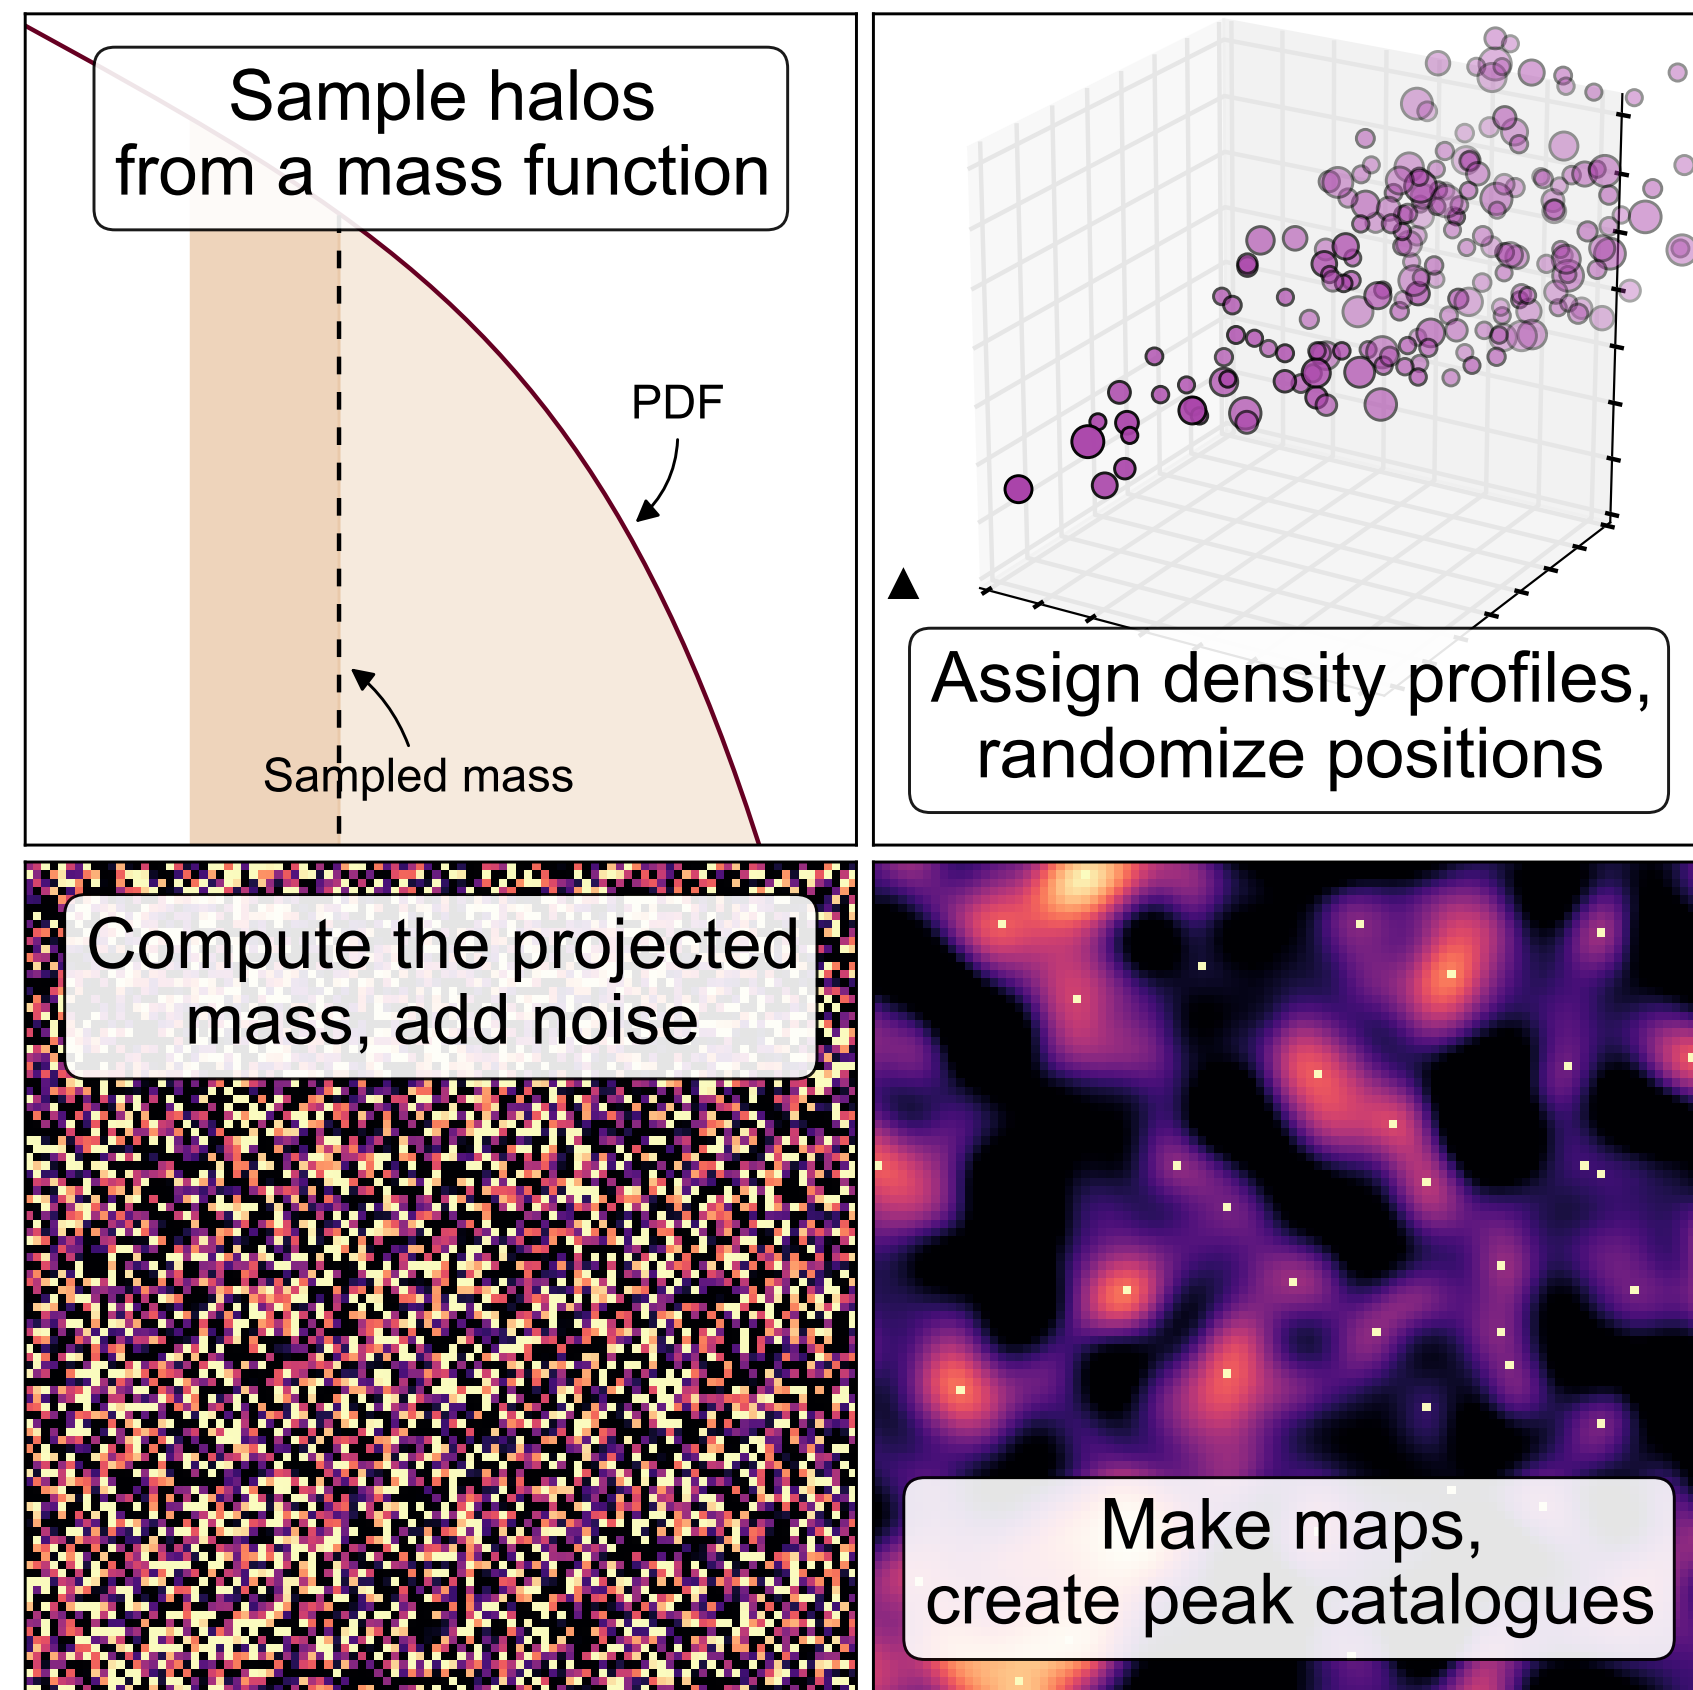 Sample halos
from a mass function
PDF
Sampled mass
Assign density profiles,
randomize positions
Compute the projected
mass, add noise
Make maps,
create peak catalogues